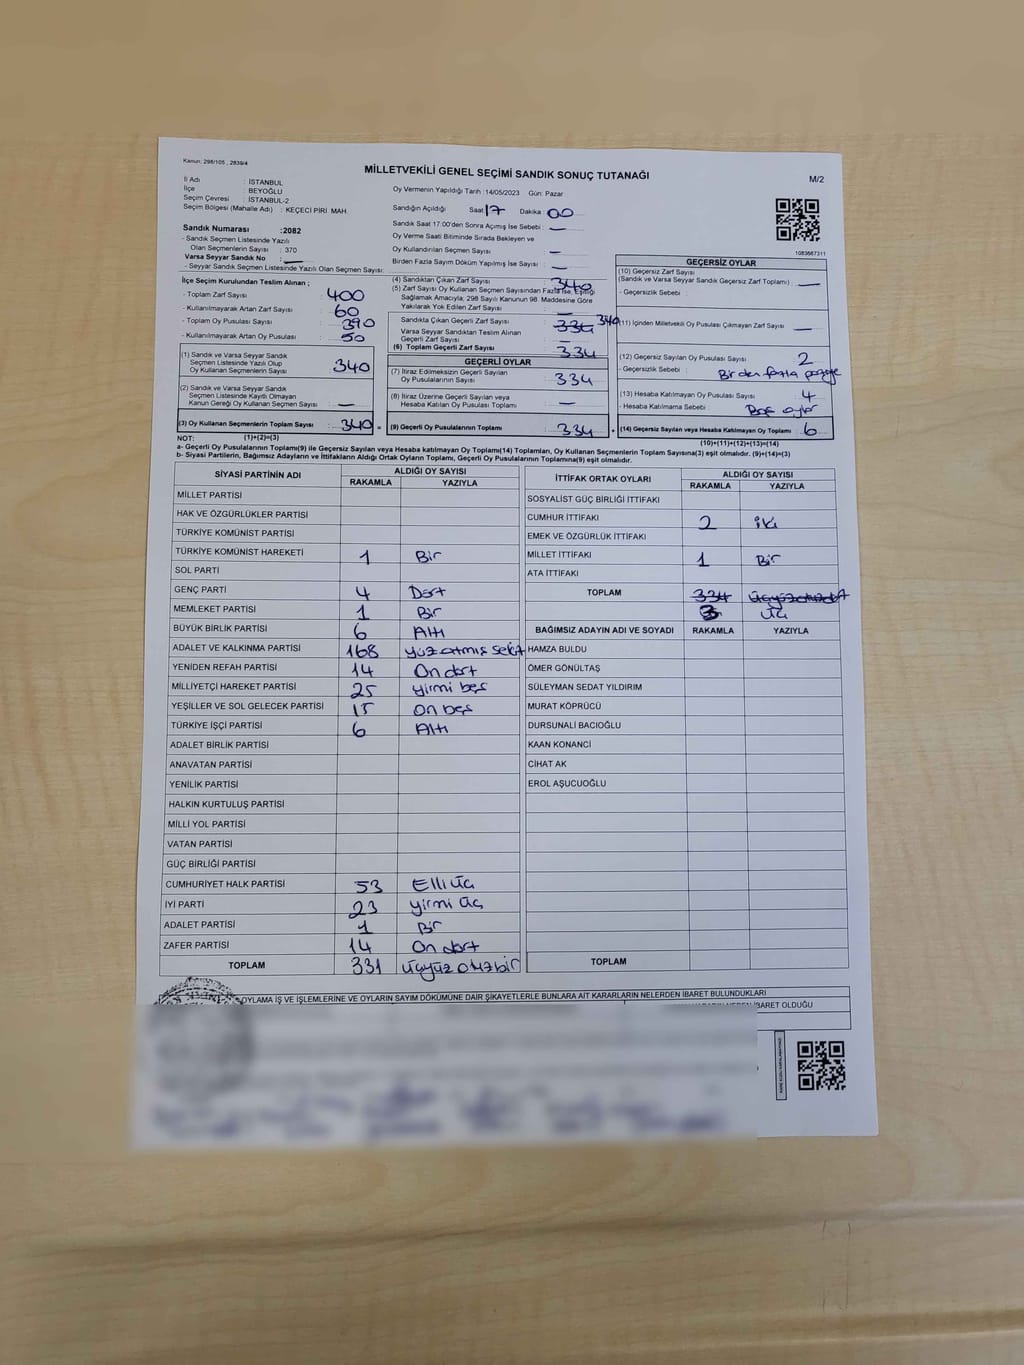 Kanun: 298/105 , 2839/4
MİLLETVEKİLİ GENEL SEÇİMİ SANDIK SONUÇ TUTANAĞI
M/2
İl Adı : İSTANBUL
İlçe : BEYOĞLU
Seçim Çevresi : İSTANBUL-2
Seçim Bölgesi (Mahalle Adı) : KEÇECİ PİRİ MAH.
Sandık Numarası :2082
- Sandık Seçmen Listesinde Yazılı
Olan Seçmenlerin Sayısı : 370
Varsa Seyyar Sandık No : —
- Seyyar Sandık Seçmen Listesinde Yazılı Olan Seçmen Sayısı:
Oy Vermenin Yapıldığı Tarih :14/05/2023 Gün: Pazar
Sandığın Açıldığı Saat : 17 Dakika : 00
Sandık Saat 17:00'den Sonra Açımış İse Sebebi : —
Oy Verme Saati Bitiminde Sırada Bekleyen ve
Oy Kullandırılan Seçmen Sayısı : —
Birden Fazla Sayım Döküm Yapılmış İse Sayısı : —
1083667311
İlçe Seçim Kurulundan Teslim Alınan ;
- Toplam Zarf Sayısı : 400
- Kullanılmayarak Artan Zarf Sayısı : 60
- Toplam Oy Pusulası Sayısı : 390
- Kullanılmayarak Artan Oy Pusulası Sayısı : 50
(1) Sandık ve Varsa Seyyar Sandık
Seçmen Listesinde Yazılı Olup
Oy Kullanan Seçmen Sayısı : 340
(2) Sandık ve Varsa Seyyar Sandık
Seçmen Listesinde Kayıtlı Olmayan
Kanun Gereği Oy Kullanan Seçmen Sayısı : —
(3) Oy Kullanan Seçmenlerin Toplam Sayısı : 340 =
(1)+(2)=(3)
(4) Sandıktan Çıkan Zarf Sayısı : 340
(5) Zarf Sayısı Oy Kullanan Seçmen Sayısından Fazla İse, Eşitliği
Sağlamak Amacıyla; 298 Sayılı Kanunun 98. Maddesine Göre
Yakılarak Yok Edilen Zarf Sayısı : —
Sandıkta Çıkan Geçerli Zarf Sayısı : 334 340
Varsa Seyyar Sandıktan Teslim Alınan
Geçerli Zarf Sayısı : —
(6) Toplam Geçerli Zarf Sayısı : 334
GEÇERLİ OYLAR
(7) İtiraz Edilmeksizin Geçerli Sayılan
Oy Pusulalarının Sayısı : 334
(8) İtiraz Üzerine Geçerli Sayılan veya
Hesaba Katılan Oy Pusulası Toplamı : —
(9) Geçerli Oy Pusulalarının Toplamı : 334 +
GEÇERSİZ OYLAR
(10) Geçersiz Zarf Sayısı
(Sandık ve Varsa Seyyar Sandık Geçersiz Zarf Toplamı) : —
- Geçersizlik Sebebi :
(11) İçinden Milletvekili Oy Pusulası Çıkmayan Zarf Sayısı : —
(12) Geçersiz Sayılan Oy Pusulası Sayısı : 2
- Geçersizlik Sebebi : Birden fazla
(13) Hesaba Katılmayan Oy Pusulası Sayısı : 4
- Hesaba Katılmama Sebebi : Boş oylar
(14) Geçersiz Sayılan veya Hesaba Katılmayan Oy Toplamı : 6
(10)+(11)+(12)+(13)=(14)
NOT:
a- Geçerli Oy Pusulalarının Toplamı(9) ile Geçersiz Sayılan veya Hesaba katılmayan Oy Toplamı(14) Toplamları, Oy Kullanan Seçmenlerin Toplam Sayısına(3) eşit olmalıdır. (9)+(14)=(3)
b- Siyasi Partilerin, Bağımsız Adayların ve İttifakların Aldığı Ortak Oyların Toplamı, Geçerli Oy Pusulalarının Toplamına(9) eşit olmalıdır.
SİYASİ PARTİNİN ADI ALDIĞI OY SAYISI
RAKAMLA YAZIYLA
MİLLET PARTİSİ
HAK VE ÖZGÜRLÜKLER PARTİSİ
TÜRKİYE KOMÜNİST PARTİSİ
TÜRKİYE KOMÜNİST HAREKETİ 1 Bir
SOL PARTİ
GENÇ PARTİ 4 Dört
MEMLEKET PARTİSİ 1 Bir
BÜYÜK BİRLİK PARTİSİ 6 Altı
ADALET VE KALKINMA PARTİSİ 168 yüz atmış sekiz
YENİDEN REFAH PARTİSİ 14 On dört
MİLLİYETÇİ HAREKET PARTİSİ 25 yirmi beş
YEŞİLLER VE SOL GELECEK PARTİSİ 15 on beş
TÜRKİYE İŞÇİ PARTİSİ 6 Altı
ADALET BİRLİK PARTİSİ
ANAVATAN PARTİSİ
YENİLİK PARTİSİ
HALKIN KURTULUŞ PARTİSİ
MİLLİ YOL PARTİSİ
VATAN PARTİSİ
GÜÇ BİRLİĞİ PARTİSİ
CUMHURİYET HALK PARTİSİ 53 Elli üç
İYİ PARTİ 23 yirmi üç
ADALET PARTİSİ 1 Bir
ZAFER PARTİSİ 14 On dört
TOPLAM 331 üçyüz otuzbir
İTTİFAK ORTAK OYLARI ALDIĞI OY SAYISI
RAKAMLA YAZIYLA
SOSYALİST GÜÇ BİRLİĞİ İTTİFAKI
CUMHUR İTTİFAKI 2 iki
EMEK VE ÖZGÜRLÜK İTTİFAKI
MİLLET İTTİFAKI 1 Bir
ATA İTTİFAKI
TOPLAM 334
3 üç
BAĞIMSIZ ADAYIN ADI VE SOYADI RAKAMLA YAZIYLA
HAMZA BULDU
ÖMER GÖNÜLTAŞ
SÜLEYMAN SEDAT YILDIRIM
MURAT KÖPRÜCÜ
DURSUNALİ BACIOĞLU
KAAN KONANCİ
CİHAT AK
EROL AŞUCUOĞLU
TOPLAM
OYLAMA İŞ VE İŞLEMLERİNE VE OYLARIN SAYIM DÖKÜMÜNE DAİR ŞİKAYETLERLE BUNLARA AİT KARARLARIN NELERDEN İBARET BULUNDUKLARI
İBARET OLDUĞU